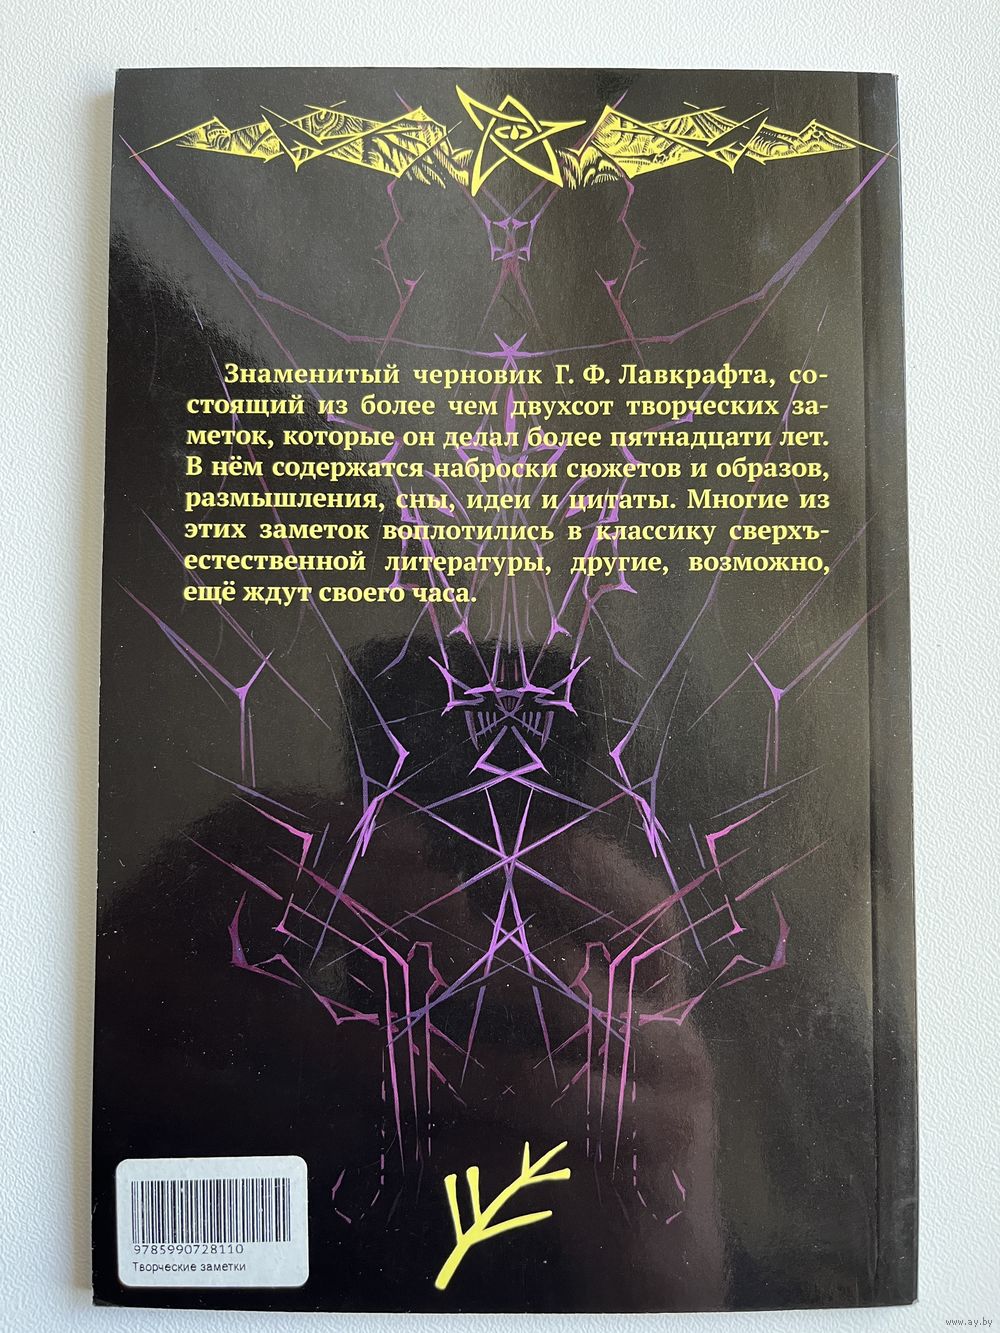 Знаменитый черновик Г. Ф. Лавкрафта, со-
стоящий из более чем двухсот творческих за-
меток, которые он делал более пятнадцати лет.
В нём содержатся наброски сюжетов и образов,
размышления, сны, идеи и цитаты. Многие из
этих заметок воплотились в классику сверхъ-
естественной литературы, другие, возможно,
ещё ждут своего часа.
9785990728110
Творческие заметки
www.ay.by